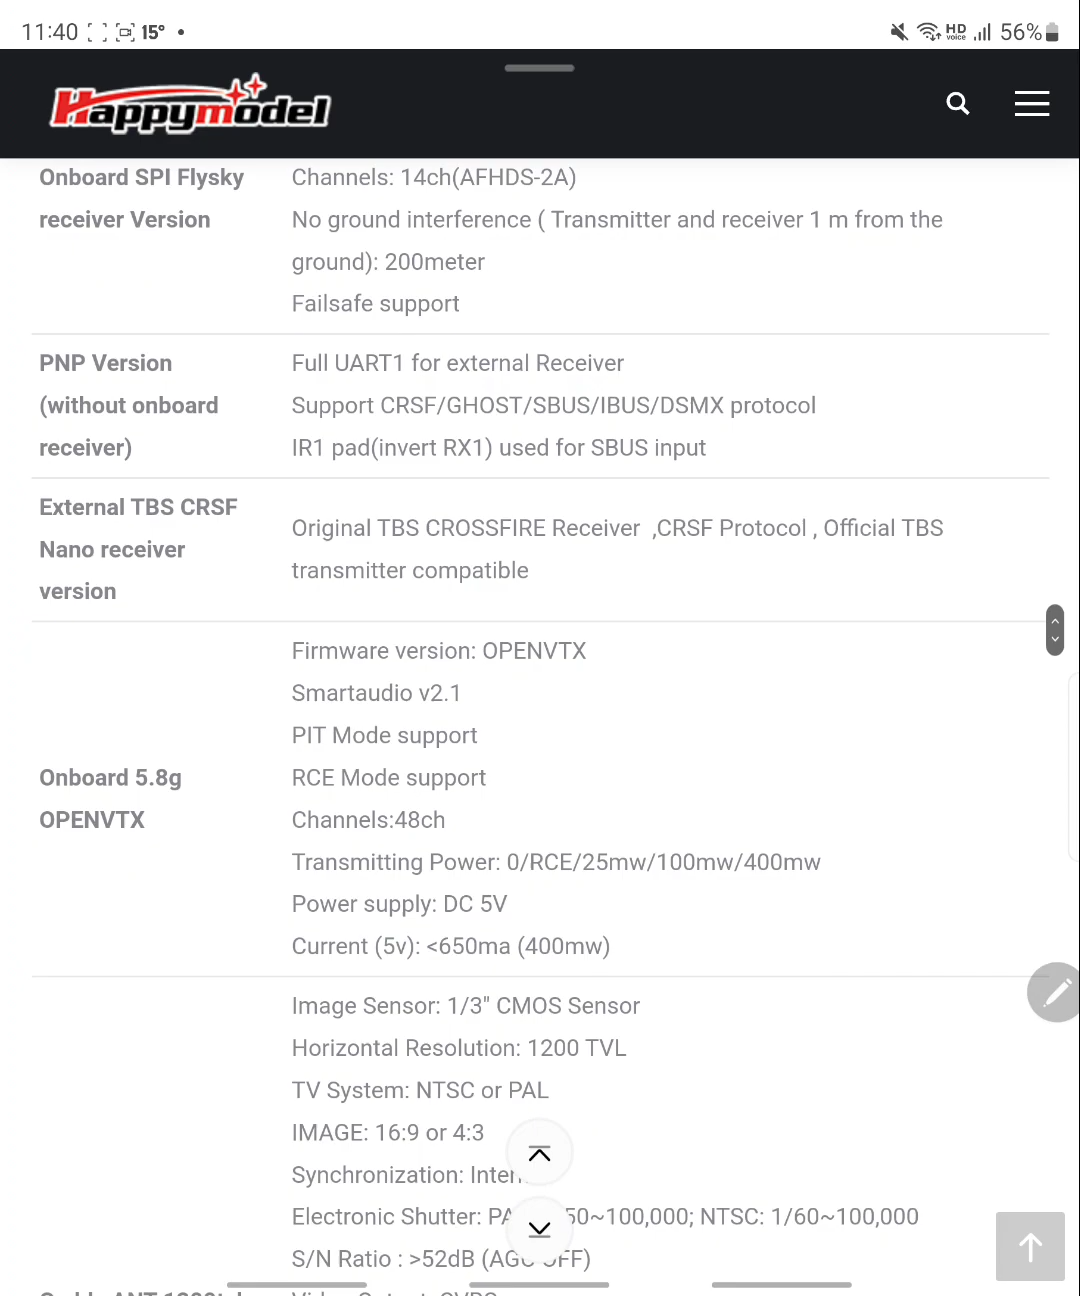 11:40 15° HD voice 56%
Happymodel
Onboard SPI Flysky
receiver Version
Channels: 14ch(AFHDS-2A)
No ground interference ( Transmitter and receiver 1 m from the
ground): 200meter
Failsafe support
PNP Version
(without onboard
receiver)
Full UART1 for external Receiver
Support CRSF/GHOST/SBUS/IBUS/DSMX protocol
IR1 pad(invert RX1) used for SBUS input
External TBS CRSF
Nano receiver
version
Original TBS CROSSFIRE Receiver ,CRSF Protocol , Official TBS
transmitter compatible
Onboard 5.8g
OPENVTX
Firmware version: OPENVTX
Smartaudio v2.1
PIT Mode support
RCE Mode support
Channels:48ch
Transmitting Power: 0/RCE/25mw/100mw/400mw
Power supply: DC 5V
Current (5v): <650ma (400mw)
Image Sensor: 1/3" CMOS Sensor
Horizontal Resolution: 1200 TVL
TV System: NTSC or PAL
IMAGE: 16:9 or 4:3
Synchronization:
Electronic Shutter: 50~100,000; NTSC: 1/60~100,000
S/N Ratio : >52dB